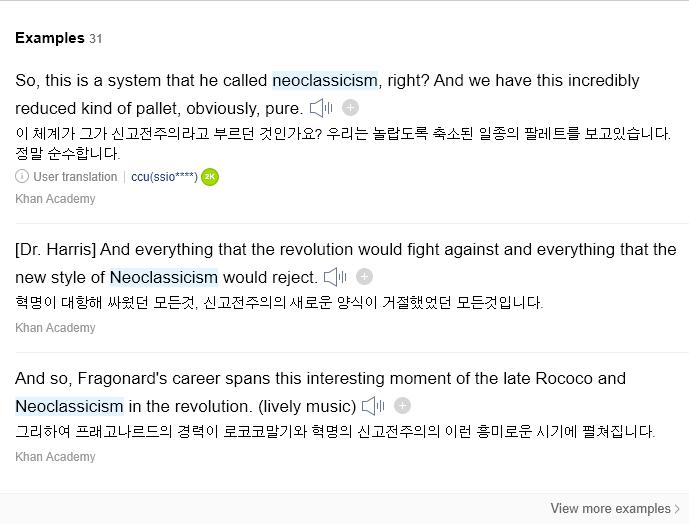 Examples 31
So, this is a system that he called neoclassicism, right? And we have this incredibly
reduced kind of pallet, obviously, pure.
이 체계가 그가 신고전주의라고 부르던 것인가요? 우리는 놀랍도록 축소된 일종의 팔레트를 보고있습니다.
정말 순수합니다.
User translation | ccu(ssio****) 2K
Khan Academy
[Dr. Harris] And everything that the revolution would fight against and everything that the
new style of Neoclassicism would reject.
혁명이 대항해 싸웠던 모든것, 신고전주의의 새로운 양식이 거절했었던 모든것입니다.
Khan Academy
And so, Fragonard's career spans this interesting moment of the late Rococo and
Neoclassicism in the revolution. (lively music)
그리하여 프래고나르드의 경력이 로코코말기와 혁명의 신고전주의의 이런 흥미로운 시기에 펼쳐집니다.
Khan Academy
View more examples >